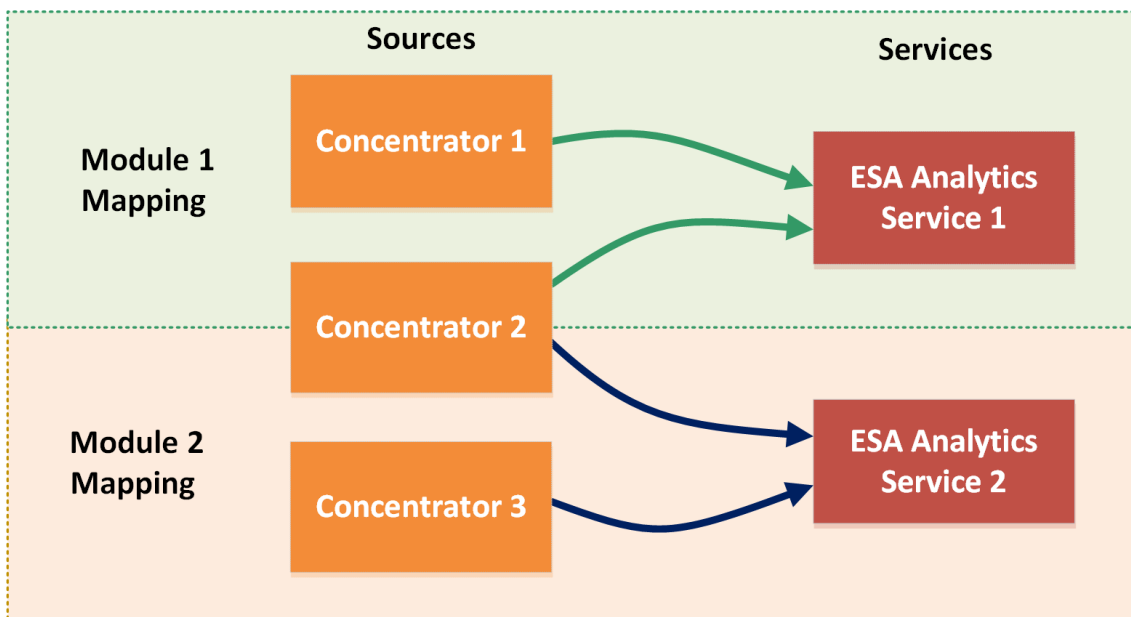 Sources
Services
Module 1
Mapping
Concentrator 1
ESA Analytics
Service 1
Concentrator 2
Module 2
Mapping
Concentrator 3
ESA Analytics
Service 2